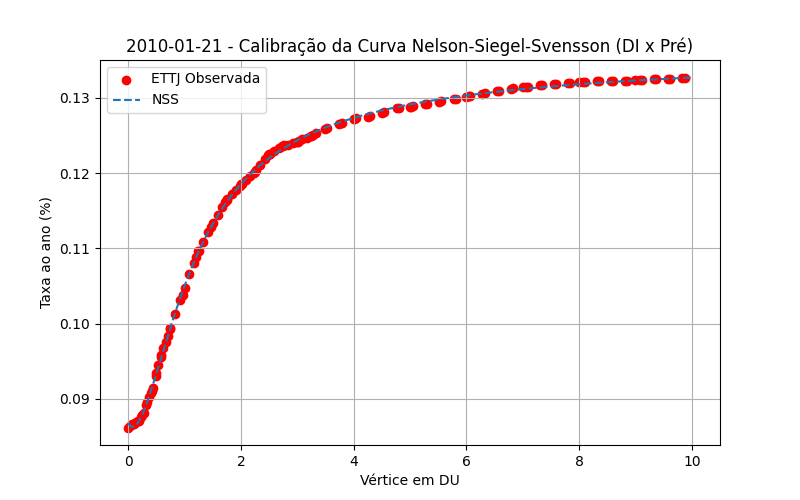 2010-01-21 - Calibração da Curva Nelson-Siegel-Svensson (DI x Pré)
ETTJ Observada
NSS
Taxa ao ano (%)
0.13
0.12
0.11
0.10
0.09
0 2 4 6 8 10
Vértice em DU